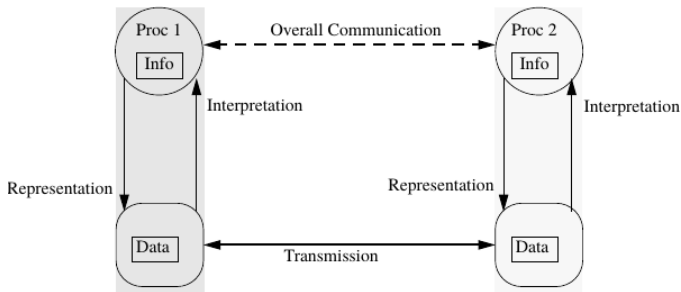 Proc 1
Overall Communication
Proc 2
Info
Info
Interpretation
Interpretation
Representation
Representation
Data
Data
Transmission